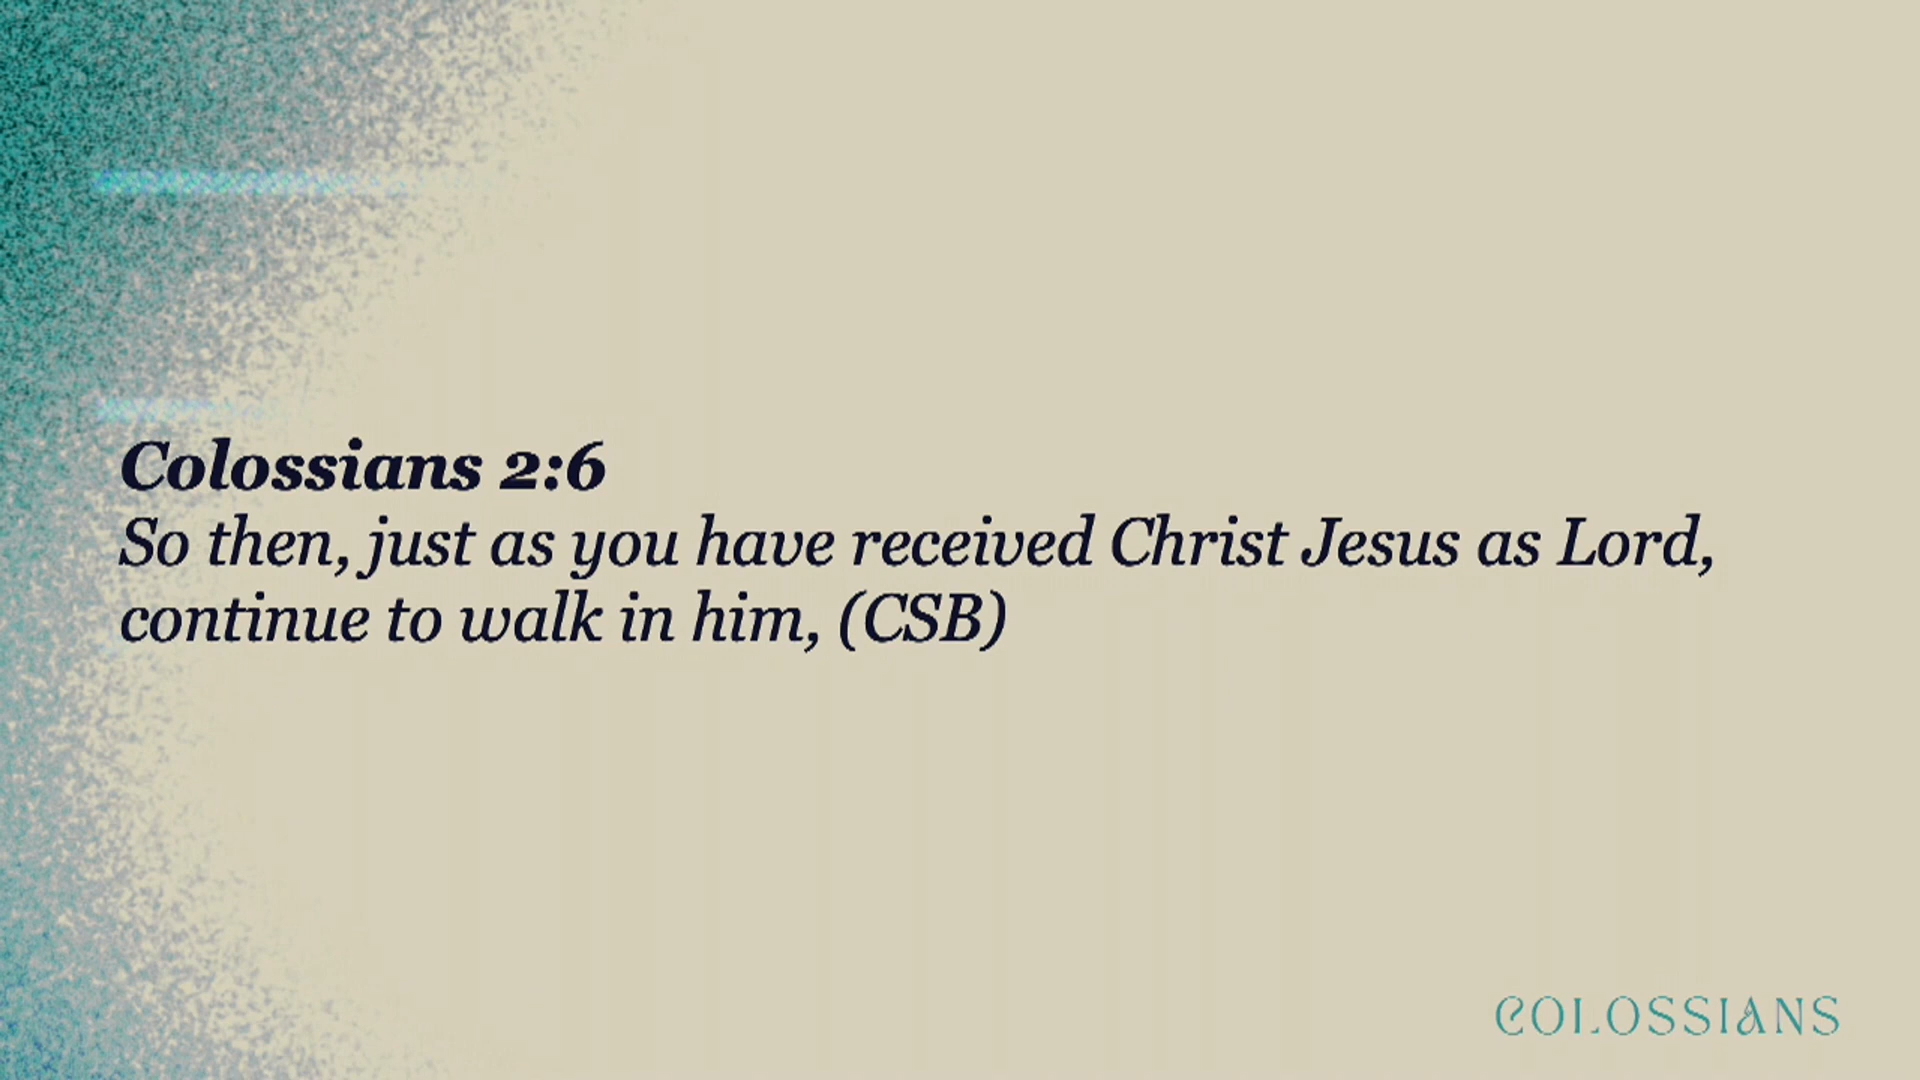 Colossians 2:6
So then, just as you have received Christ Jesus as Lord,
continue to walk in him, (CSB)
COLOSSIANS